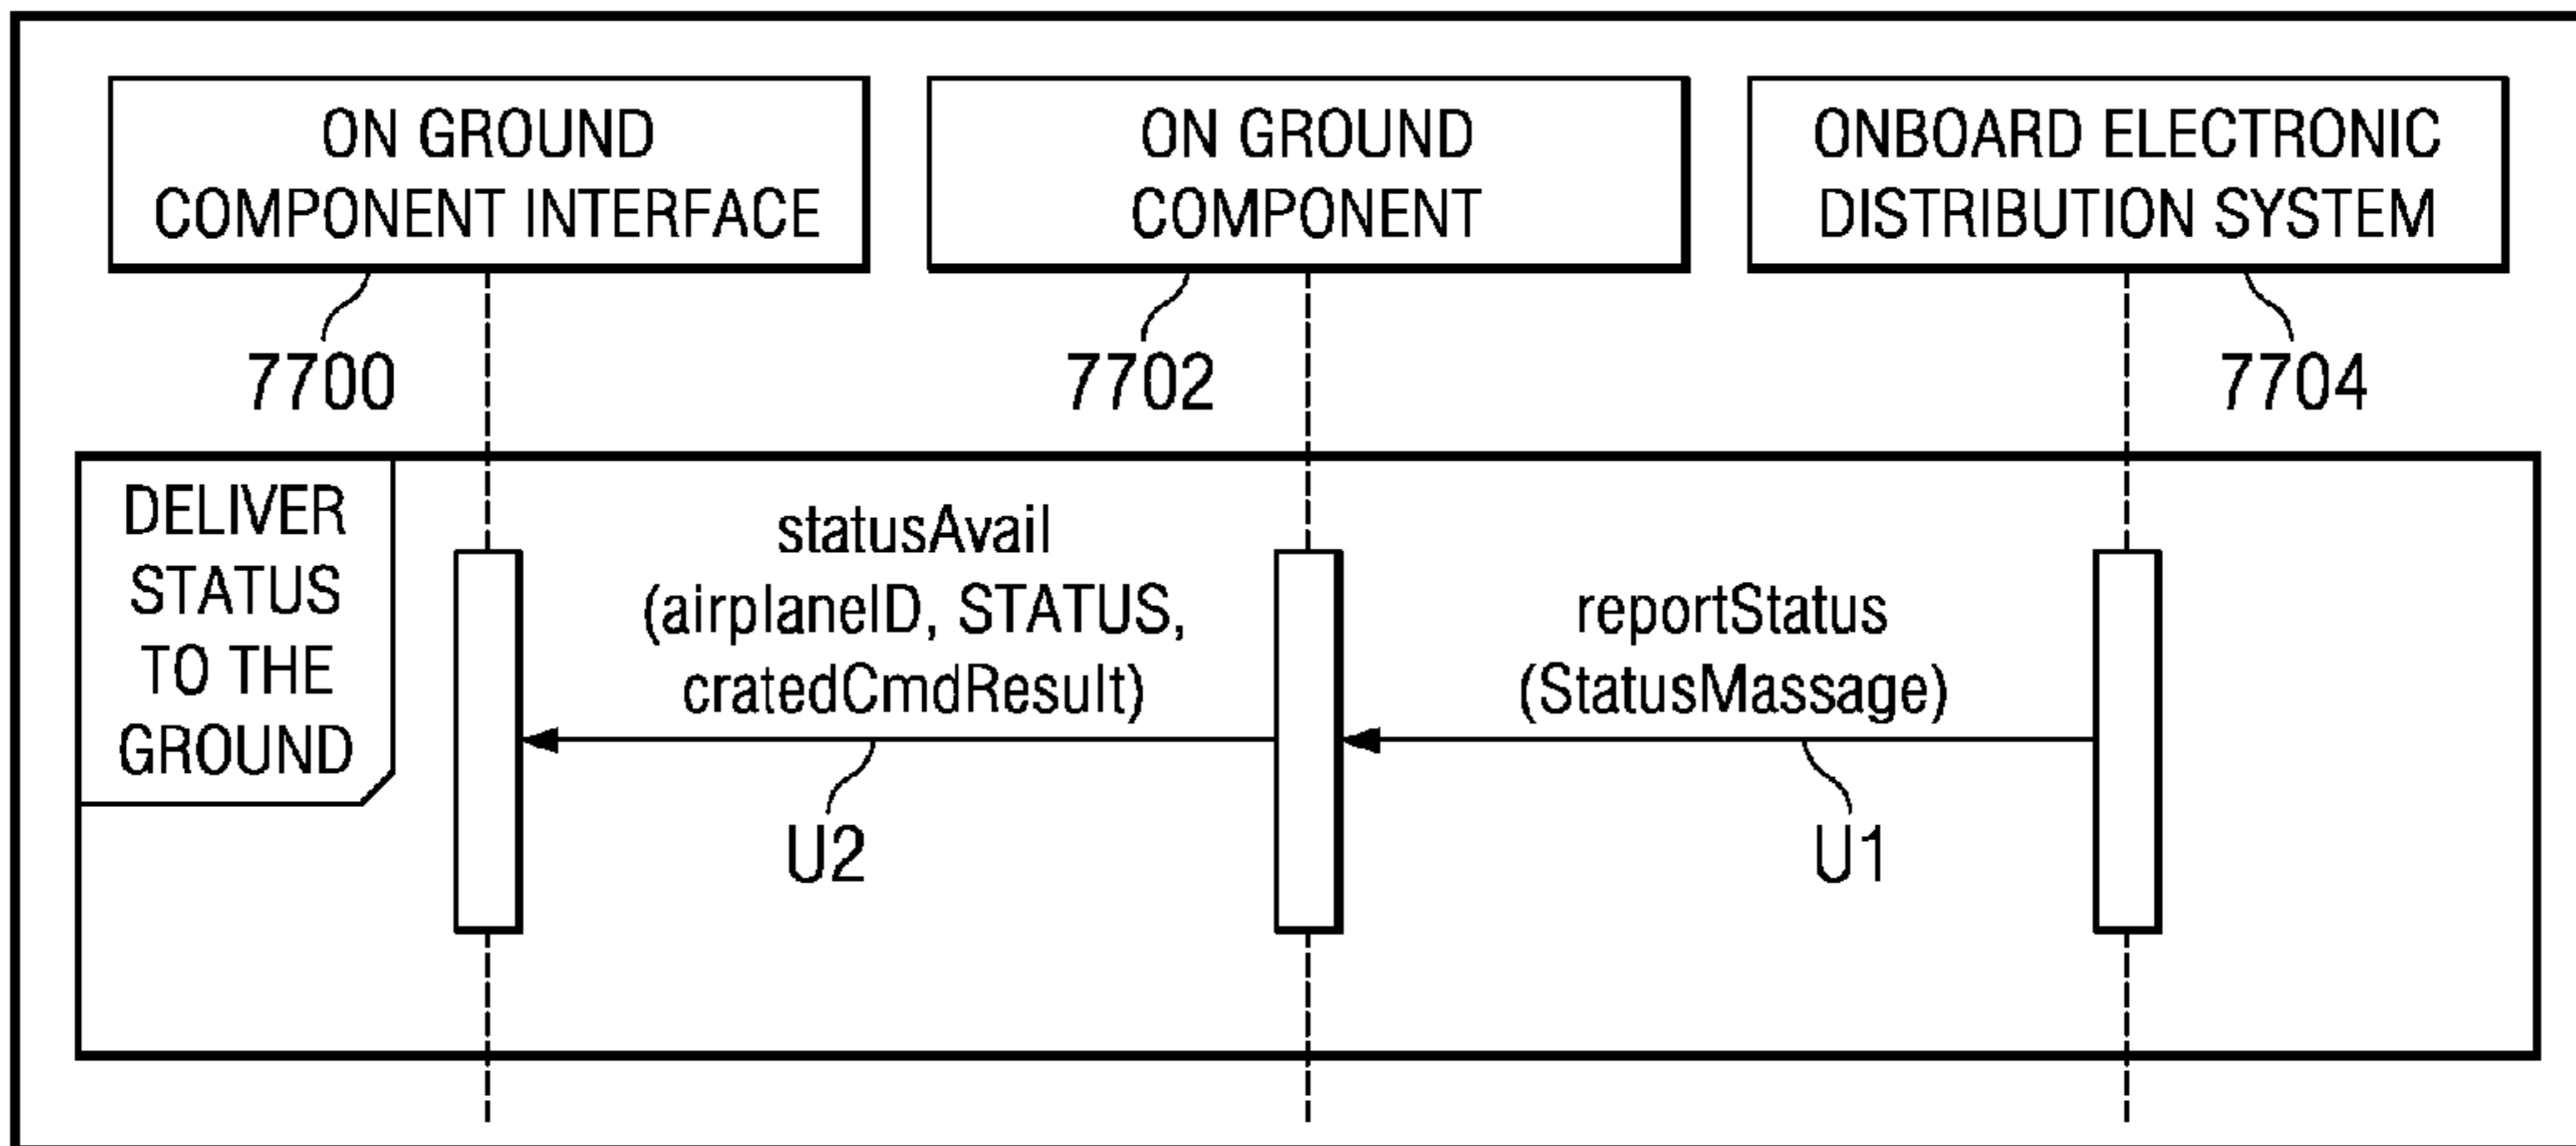 ON GROUND
COMPONENT INTERFACE
ON GROUND
COMPONENT
ONBOARD ELECTRONIC
DISTRIBUTION SYSTEM
7700
7702
7704
DELIVER
STATUS
TO THE
GROUND
statusAvail
(airplaneID, STATUS,
cratedCmdResult)
reportStatus
(StatusMassage)
U2
U1